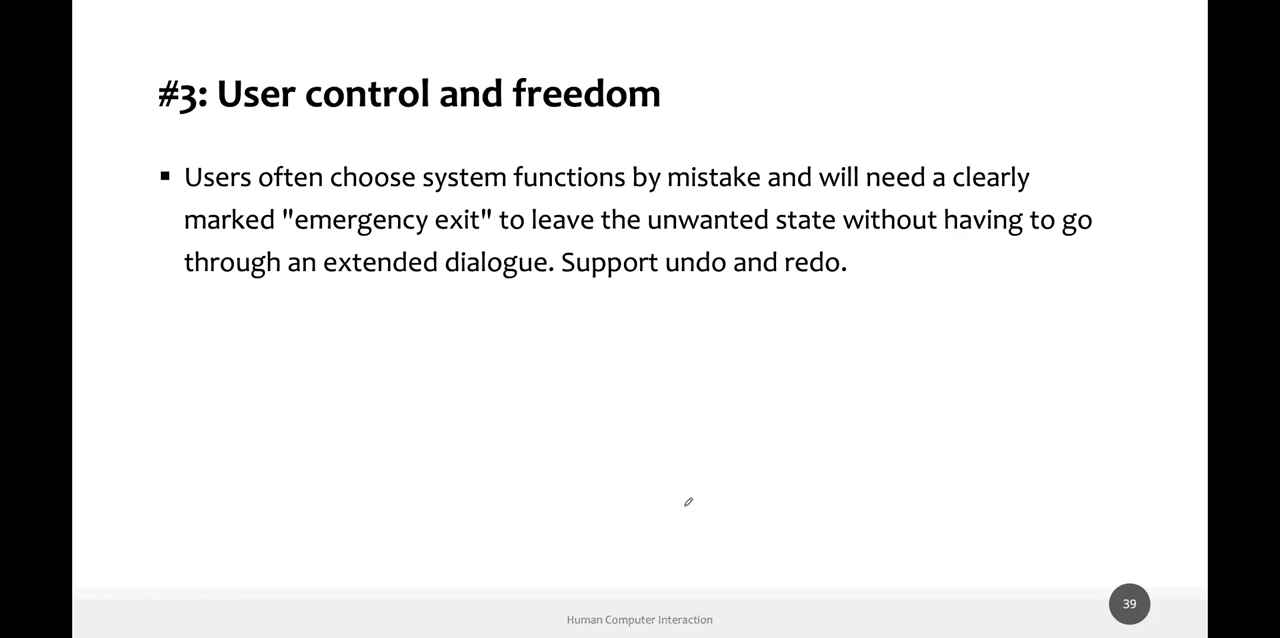 #3: User control and freedom
▪ Users often choose system functions by mistake and will need a clearly
marked "emergency exit" to leave the unwanted state without having to go
through an extended dialogue. Support undo and redo.
Human Computer Interaction
39